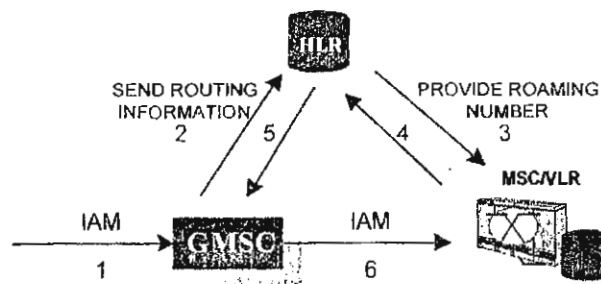 HLR
SEND ROUTING
INFORMATION
2
5
PROVIDE ROAMING
NUMBER
4
3
MSC/VLR
IAM
GMSC
IAM
1
6